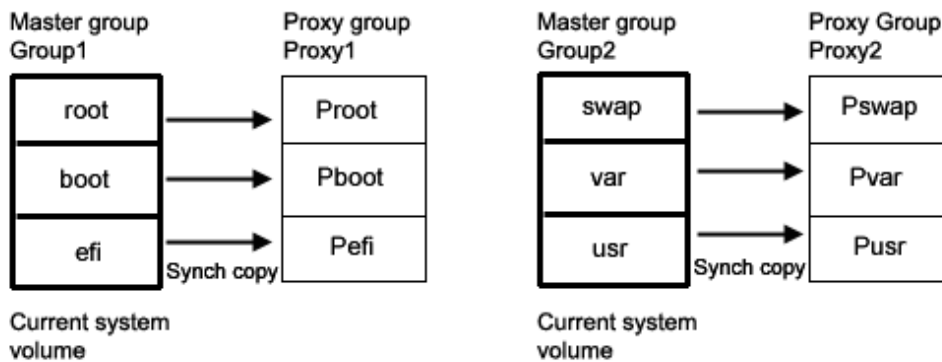 Master group
Group1
Proxy group
Proxy1
root
Proot
boot
Pboot
efi
Pefi
Synch copy
Current system
volume
Master group
Group2
Proxy Group
Proxy2
swap
Pswap
var
Pvar
usr
Pusr
Synch copy
Current system
volume